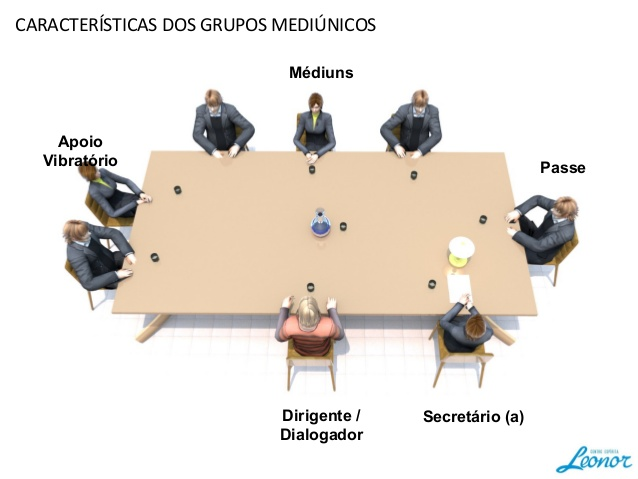 CARACTERÍSTICAS DOS GRUPOS MEDIÚNICOS
Médiuns
Apoio
Vibratório
Passe
Dirigente /
Dialogador
Secretário (a)
Leonor